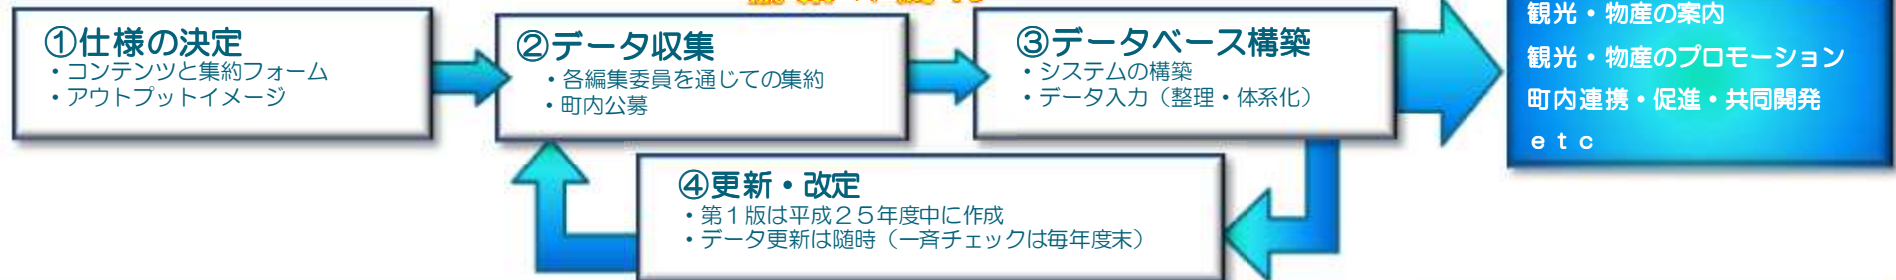 ①仕様の決定
・コンテンツと集約フォーム
・アウトプットイメージ
②データ収集
・各編集委員を通じての集約
・町内公募
③データベース構築
・システムの構築
・データ入力（整理・体系化）
観光・物産の案内
観光・物産のプロモーション
町内連携・促進・共同開発
ｅｔｃ
④更新・改定
・第１版は平成２５年度中に作成
・データ更新は随時（一斉チェックは毎年度末）